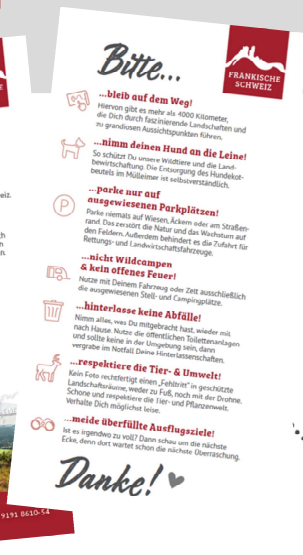 Bitte...
FRÄNKISCHE
SCHWEIZ
...bleib auf dem Weg!
Hiervon gibt es mehr als 4000 Kilometer,
die Dich durch faszinierende Landschaften und
zu grandiosen Aussichtspunkten führen.
...nimm deinen Hund an die Leine!
So schützt Du unsere Wildtiere und die Land-
bewirtschaftung. Die Entsorgung des Hundekot-
beutels im Mülleimer ist selbstverständlich.
...parke nur auf
ausgewiesenen Parkplätzen!
Parke niemals auf Wiesen, Äckern oder am Straßen-
rand. Das zerstört die Natur und das Wachstum auf
den Feldern. Außerdem behindert es die Zufahrt für
Rettungs- und Landwirtschaftsfahrzeuge.
P
...nicht Wildcampen
& kein offenes Feuer!
Nutze mit Deinem Fahrzeug oder Zelt ausschließlich
die ausgewiesenen Stell- und Campingplätze.
...hinterlasse keine Abfälle!
Nimm alles, was Du mitgebracht hast, wieder mit
nach Hause. Nutze die öffentlichen Toilettenanlagen
und sollte keine in der Umgebung sein, dann
vergrabe im Notfall Deine Hinterlassenschaften.
...respektiere die Tier- & Umwelt!
Kein Foto rechtfertigt einen „Fehltritt" in geschützte
Landschaftsräume, weder zu Fuß, noch mit der Drohne.
Schone und respektiere die Tier- und Pflanzenwelt.
Verhalte Dich möglichst leise.
...meide überfüllte Ausflugsziele!
Ist es irgendwo zu voll? Dann schau um die nächste
Ecke, denn dort wartet schon die nächste Überraschung.
Danke!
eiz.
9191 8610-54